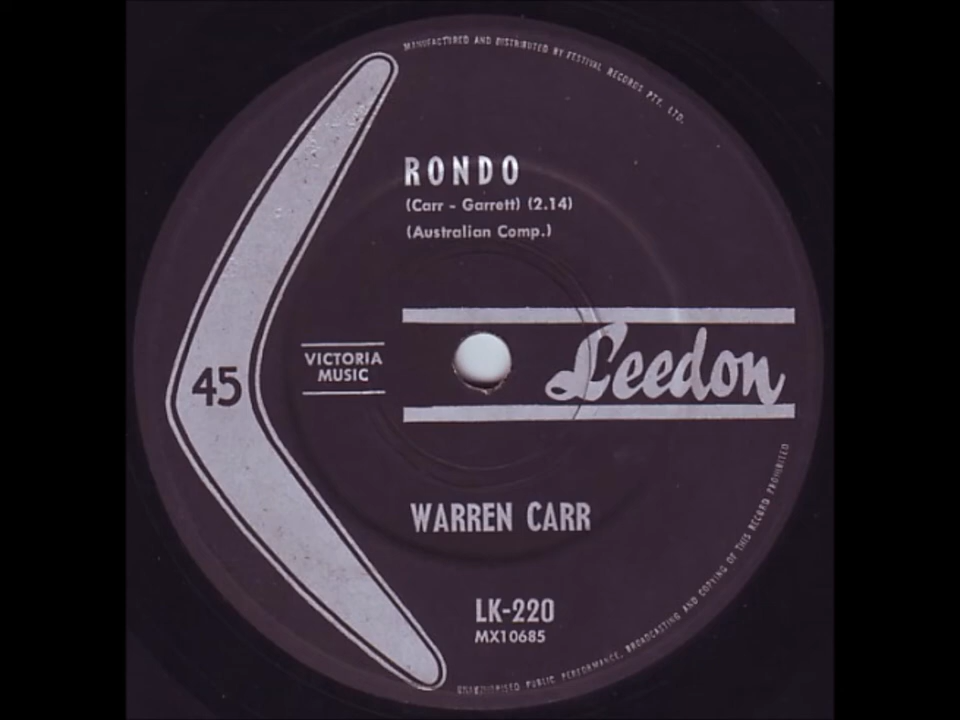 MANUFACTURED AND DISTRIBUTED BY FESTIVAL RECORDS PTY. LTD.
RONDO
(Carr - Garrett) (2.14)
(Australian Comp.)
45
VICTORIA
MUSIC
Leedon
WARREN CARR
LK-220
MX10685
UNAUTHORISED PUBLIC PERFORMANCE, BROADCASTING AND COPYING OF THIS RECORD PROHIBITED